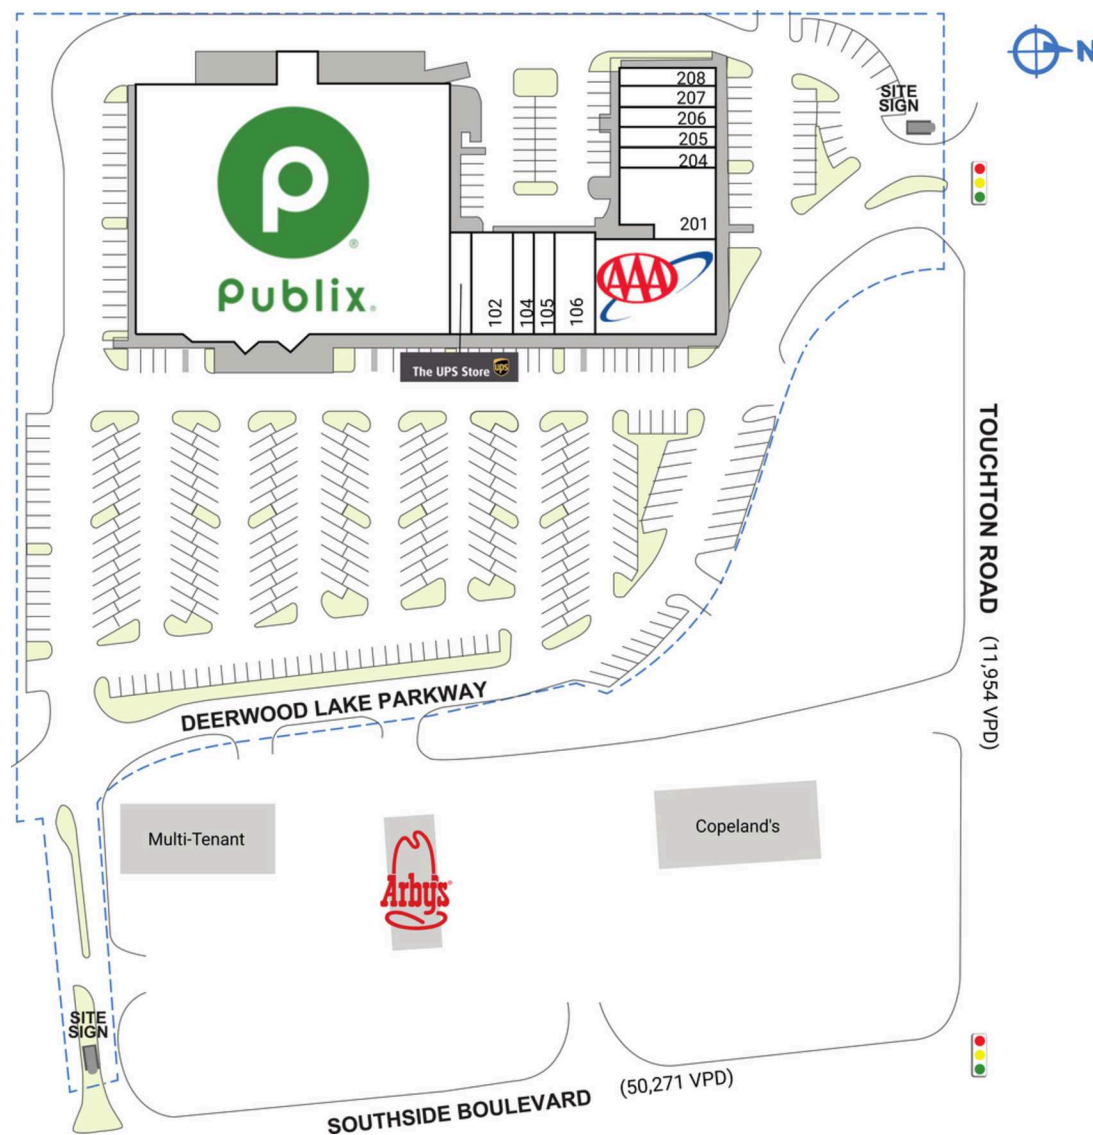 N
SITE
SIGN
208
207
206
205
204
201
Publix®
AAA
102
104
105
106
The UPS Store ups
TOUCHTON ROAD (11,954 VPD)
DEERWOOD LAKE PARKWAY
Multi-Tenant
Arby's®
Copeland's
SITE
SIGN
SOUTHSIDE BOULEVARD (50,271 VPD)